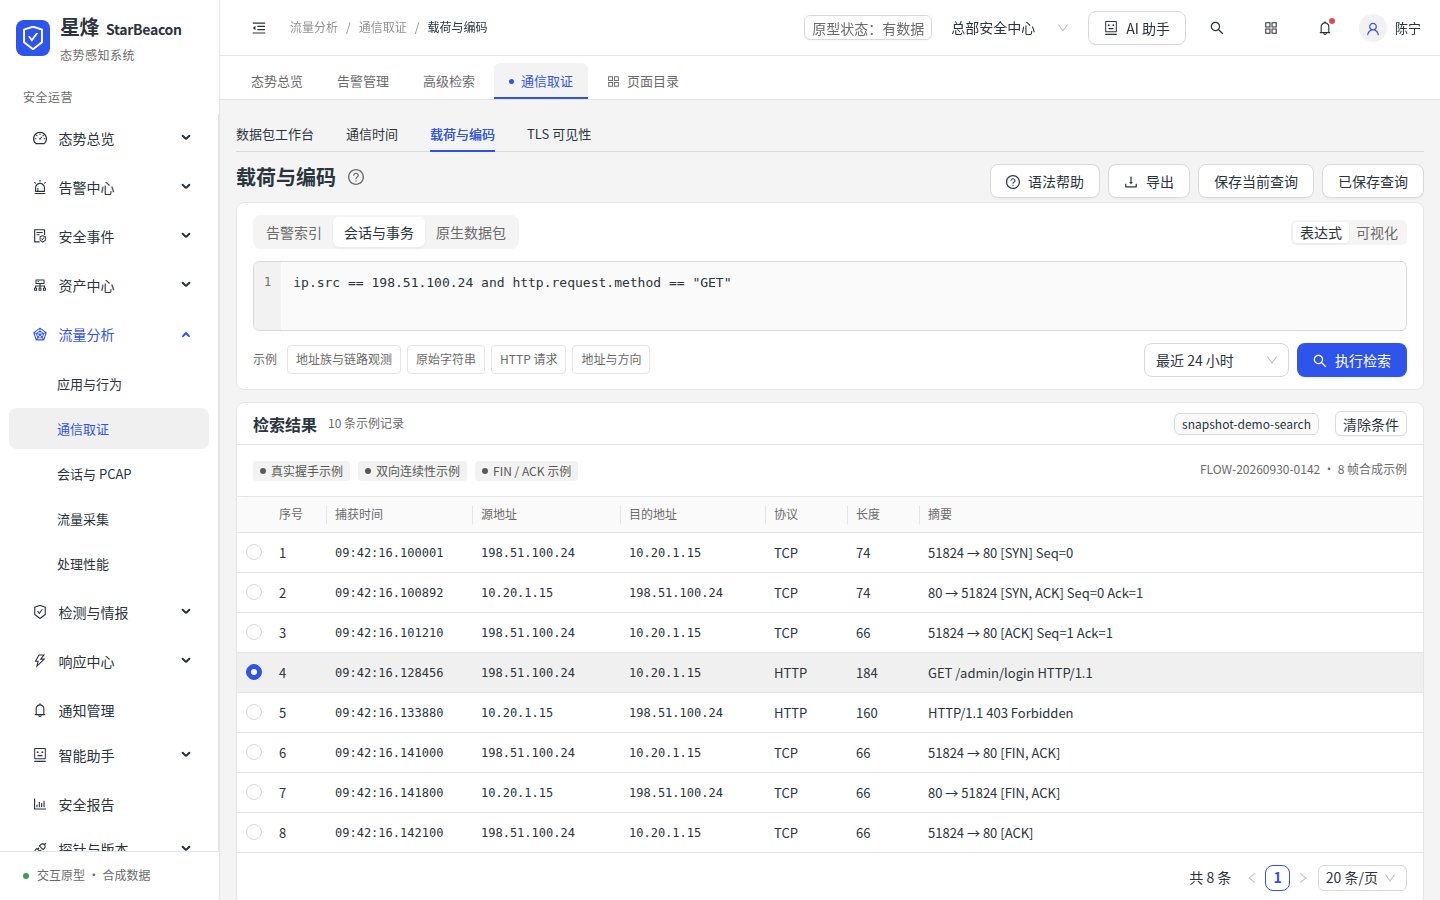 星烽 StarBeacon
态势感知系统
安全运营
态势总览
告警中心
安全事件
资产中心
流量分析
应用与行为
通信取证
会话与 PCAP
流量采集
处理性能
检测与情报
响应中心
通知管理
智能助手
安全报告
探针与版本
交互原型 · 合成数据
流量分析 / 通信取证 / 载荷与编码
原型状态：有数据
总部安全中心
AI 助手
陈宁
态势总览
告警管理
高级检索
通信取证
页面目录
数据包工作台
通信时间
载荷与编码
TLS 可见性
载荷与编码
语法帮助
导出
保存当前查询
已保存查询
告警索引
会话与事务
原生数据包
表达式
可视化
1 ip.src == 198.51.100.24 and http.request.method == "GET"
示例
地址族与链路观测
原始字符串
HTTP 请求
地址与方向
最近 24 小时
执行检索
检索结果 10 条示例记录
snapshot-demo-search
清除条件
真实握手示例
双向连续性示例
FIN / ACK 示例
FLOW-20260930-0142 · 8 帧合成示例
序号 捕获时间 源地址 目的地址 协议 长度 摘要
1 09:42:16.100001 198.51.100.24 10.20.1.15 TCP 74 51824 → 80 [SYN] Seq=0
2 09:42:16.100892 10.20.1.15 198.51.100.24 TCP 74 80 → 51824 [SYN, ACK] Seq=0 Ack=1
3 09:42:16.101210 198.51.100.24 10.20.1.15 TCP 66 51824 → 80 [ACK] Seq=1 Ack=1
4 09:42:16.128456 198.51.100.24 10.20.1.15 HTTP 184 GET /admin/login HTTP/1.1
5 09:42:16.133880 10.20.1.15 198.51.100.24 HTTP 160 HTTP/1.1 403 Forbidden
6 09:42:16.141000 198.51.100.24 10.20.1.15 TCP 66 51824 → 80 [FIN, ACK]
7 09:42:16.141800 10.20.1.15 198.51.100.24 TCP 66 80 → 51824 [FIN, ACK]
8 09:42:16.142100 198.51.100.24 10.20.1.15 TCP 66 51824 → 80 [ACK]
共 8 条
1
20 条/页